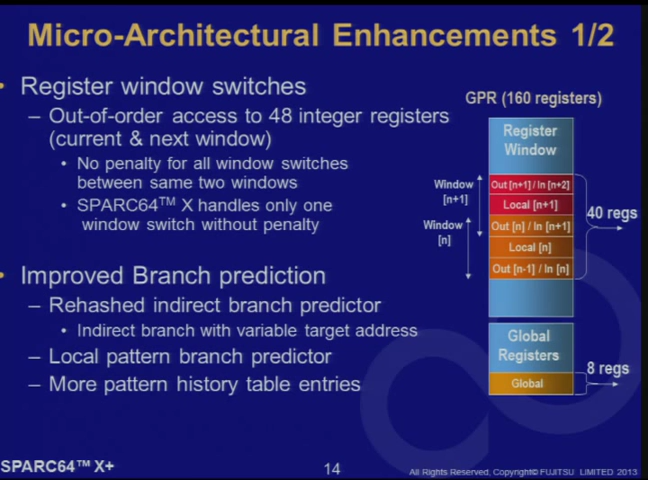 Micro-Architectural Enhancements 1/2
• Register window switches
– Out-of-order access to 48 integer registers
(current & next window)
• No penalty for all window switches
between same two windows
• SPARC64™ X handles only one
window switch without penalty
• Improved Branch prediction
– Rehashed indirect branch predictor
• Indirect branch with variable target address
– Local pattern branch predictor
– More pattern history table entries
GPR (160 registers)
Register
Window
Window
[n+1]
Out [n+1] / In [n+2]
Local [n+1]
Window
[n]
Out [n] / In [n+1]
Local [n]
Out [n-1] / In [n]
40 regs
Global
Registers
Global
8 regs
SPARC64™ X+
14
All Rights Reserved, Copyright© FUJITSU LIMITED 2013